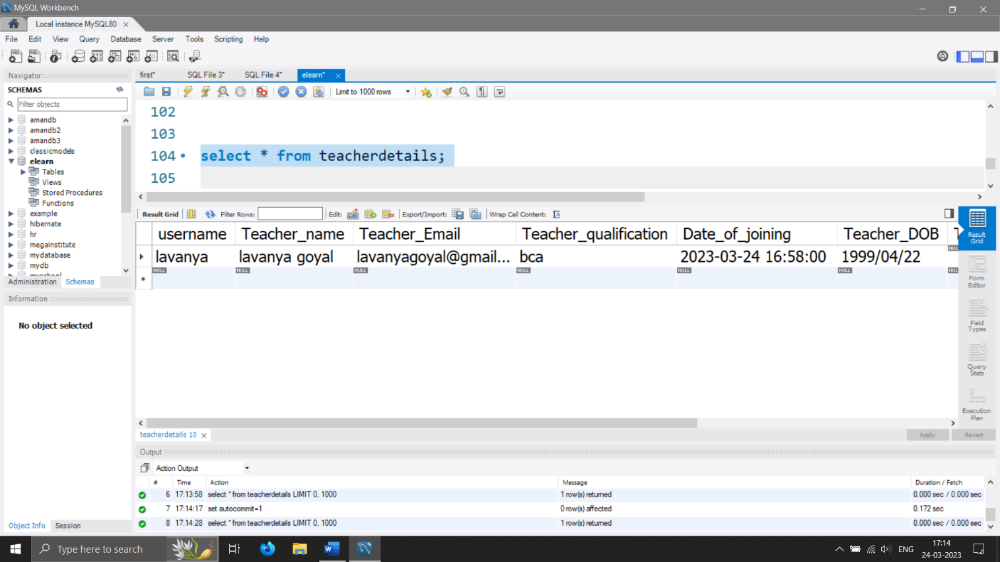 MySQL Workbench
Local instance MySQL80
File Edit View Query Database Server Tools Scripting Help
Navigator
first* SQL File 3* SQL File 4* elearn*
SCHEMAS
Limit to 1000 rows
Filter objects
amandb
amandb2
amandb3
classicmodels
elearn
Tables
Views
Stored Procedures
Functions
example
hibernate
hr
megainstitute
mydatabase
mydb
Administration Schemas
Information
No object selected
Object Info Session
102
103
104 select * from teacherdetails;
105
Result Grid Filter Rows: Edit: Export/Import: Wrap Cell Content:
username Teacher_name Teacher_Email Teacher_qualification Date_of_joining Teacher_DOB
lavanya lavanya goyal lavanyagoyal@gmail... bca 2023-03-24 16:58:00 1999/04/22
NULL NULL NULL NULL NULL NULL
Result Grid
Form Editor
Field Types
Query Stats
Execution Plan
teacherdetails 10
Apply Revert
Output
Action Output
# Time Action Message Duration / Fetch
6 17:13:58 select * from teacherdetails LIMIT 0, 1000 1 row(s) returned 0.000 sec / 0.000 sec
7 17:14:17 set autocommit=1 0 row(s) affected 0.172 sec
8 17:14:28 select * from teacherdetails LIMIT 0, 1000 1 row(s) returned 0.000 sec / 0.000 sec
Type here to search
ENG
17:14
24-03-2023